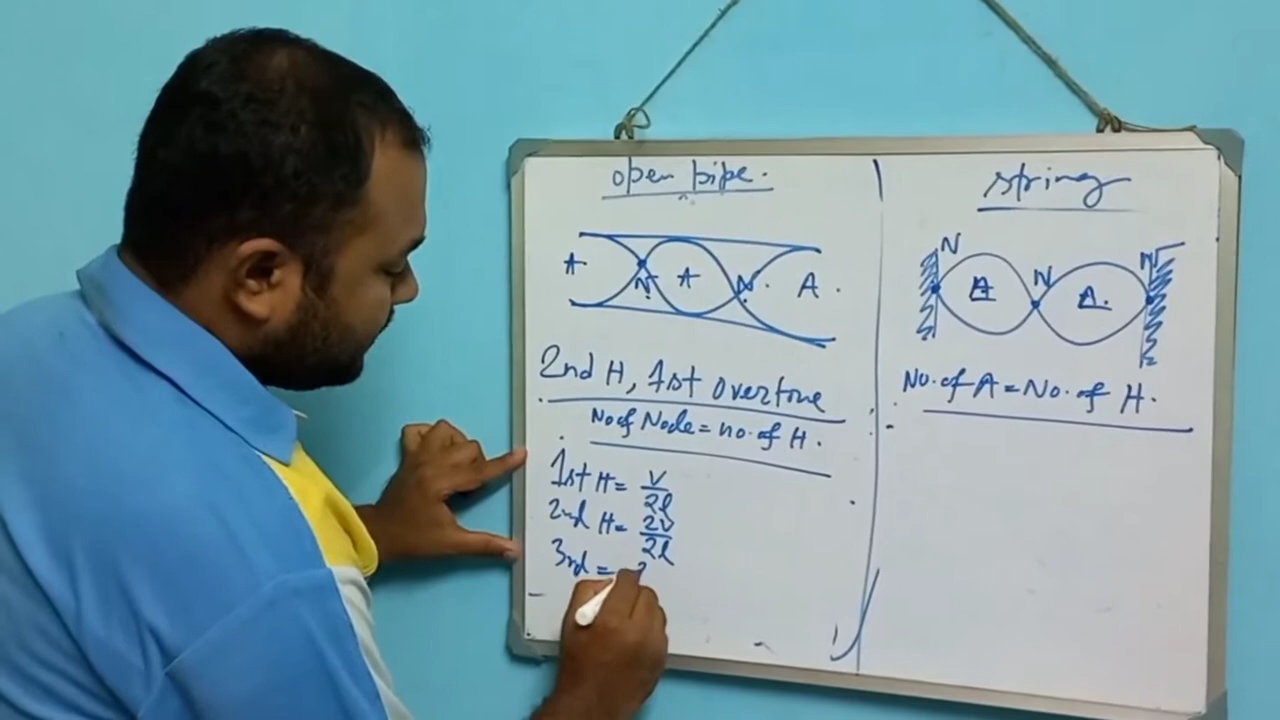 open pipe.
A N A N. A.
2nd H, 1st overtone
No of Node = no. of H.
1st H = V/2l
2nd H = 2V/2l
3rd =
string
N A N A. N
No. of A = No. of H.